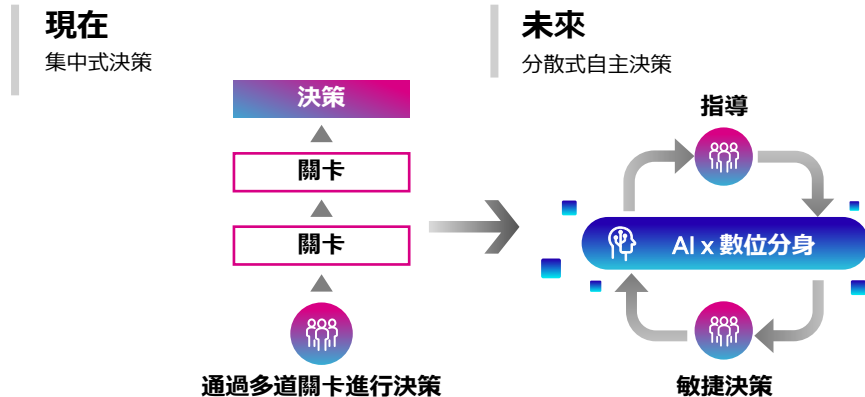 現在
集中式決策
決策
關卡
關卡
通過多道關卡進行決策
未來
分散式自主決策
指導
AI x 數位分身
敏捷決策